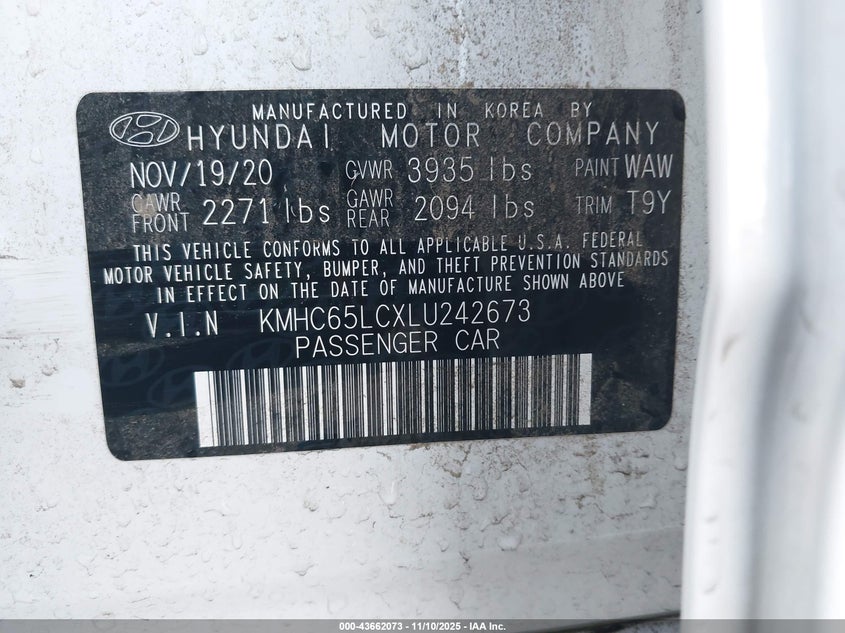 MANUFACTURED IN KOREA BY
HYUNDAI MOTOR COMPANY
NOV/19/20 GVWR 3935 lbs PAINT WAW
GAWR FRONT 2271 lbs GAWR REAR 2094 lbs TRIM T9Y
THIS VEHICLE CONFORMS TO ALL APPLICABLE U.S.A. FEDERAL
MOTOR VEHICLE SAFETY, BUMPER, AND THEFT PREVENTION STANDARDS
IN EFFECT ON THE DATE OF MANUFACTURE SHOWN ABOVE
V.I.N KMHC65LCXLU242673
PASSENGER CAR
000-43662073 — 11/10/2025 — IAA Inc.